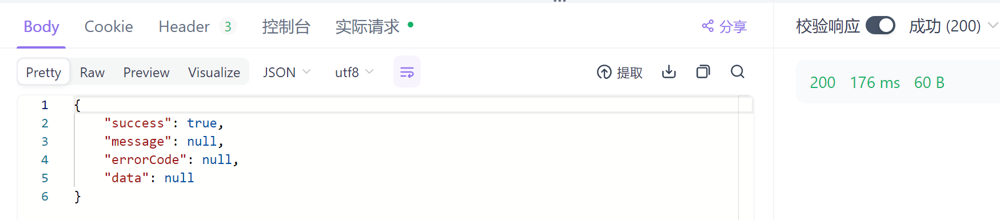 Body Cookie Header 3 控制台 实际请求 分享 校验响应 成功 (200)
Pretty Raw Preview Visualize JSON utf8 提取
200 176 ms 60 B
1 {
2 "success": true,
3 "message": null,
4 "errorCode": null,
5 "data": null
6 }